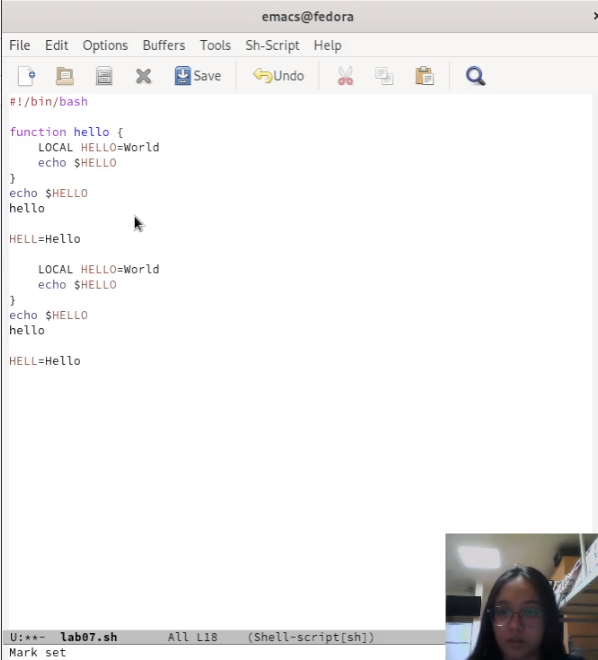 emacs@fedora
File Edit Options Buffers Tools Sh-Script Help
Save Undo
#!/bin/bash
function hello {
    LOCAL HELLO=World
    echo $HELLO
}
echo $HELLO
hello
HELL=Hello
    LOCAL HELLO=World
    echo $HELLO
}
echo $HELLO
hello
HELL=Hello
U:**-  lab07.sh       All L18    (Shell-script[sh])
Mark set